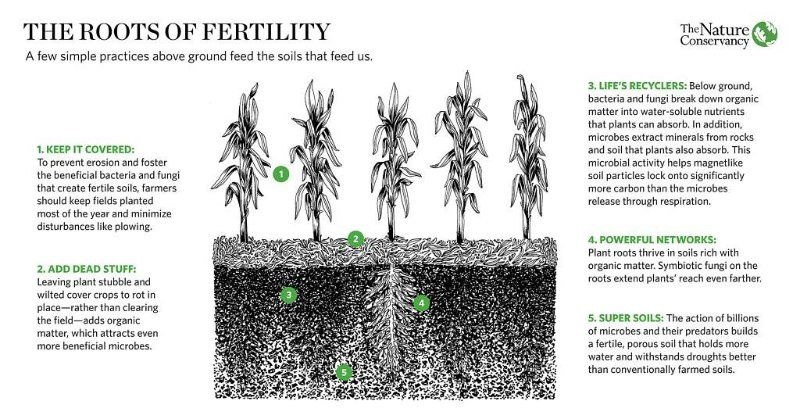 THE ROOTS OF FERTILITY
A few simple practices above ground feed the soils that feed us.
The Nature
Conservancy
1. KEEP IT COVERED:
To prevent erosion and foster
the beneficial bacteria and fungi
that create fertile soils, farmers
should keep fields planted
most of the year and minimize
disturbances like plowing.
2. ADD DEAD STUFF:
Leaving plant stubble and
wilted cover crops to rot in
place—rather than clearing
the field—adds organic
matter, which attracts even
more beneficial microbes.
1
2
3
4
5
3. LIFE'S RECYCLERS: Below ground,
bacteria and fungi break down organic
matter into water-soluble nutrients
that plants can absorb. In addition,
microbes extract minerals from rocks
and soil that plants also absorb. This
microbial activity helps magnetlike
soil particles lock onto significantly
more carbon than the microbes
release through respiration.
4. POWERFUL NETWORKS:
Plant roots thrive in soils rich with
organic matter. Symbiotic fungi on the
roots extend plants' reach even farther.
5. SUPER SOILS: The action of billions
of microbes and their predators builds
a fertile, porous soil that holds more
water and withstands droughts better
than conventionally farmed soils.